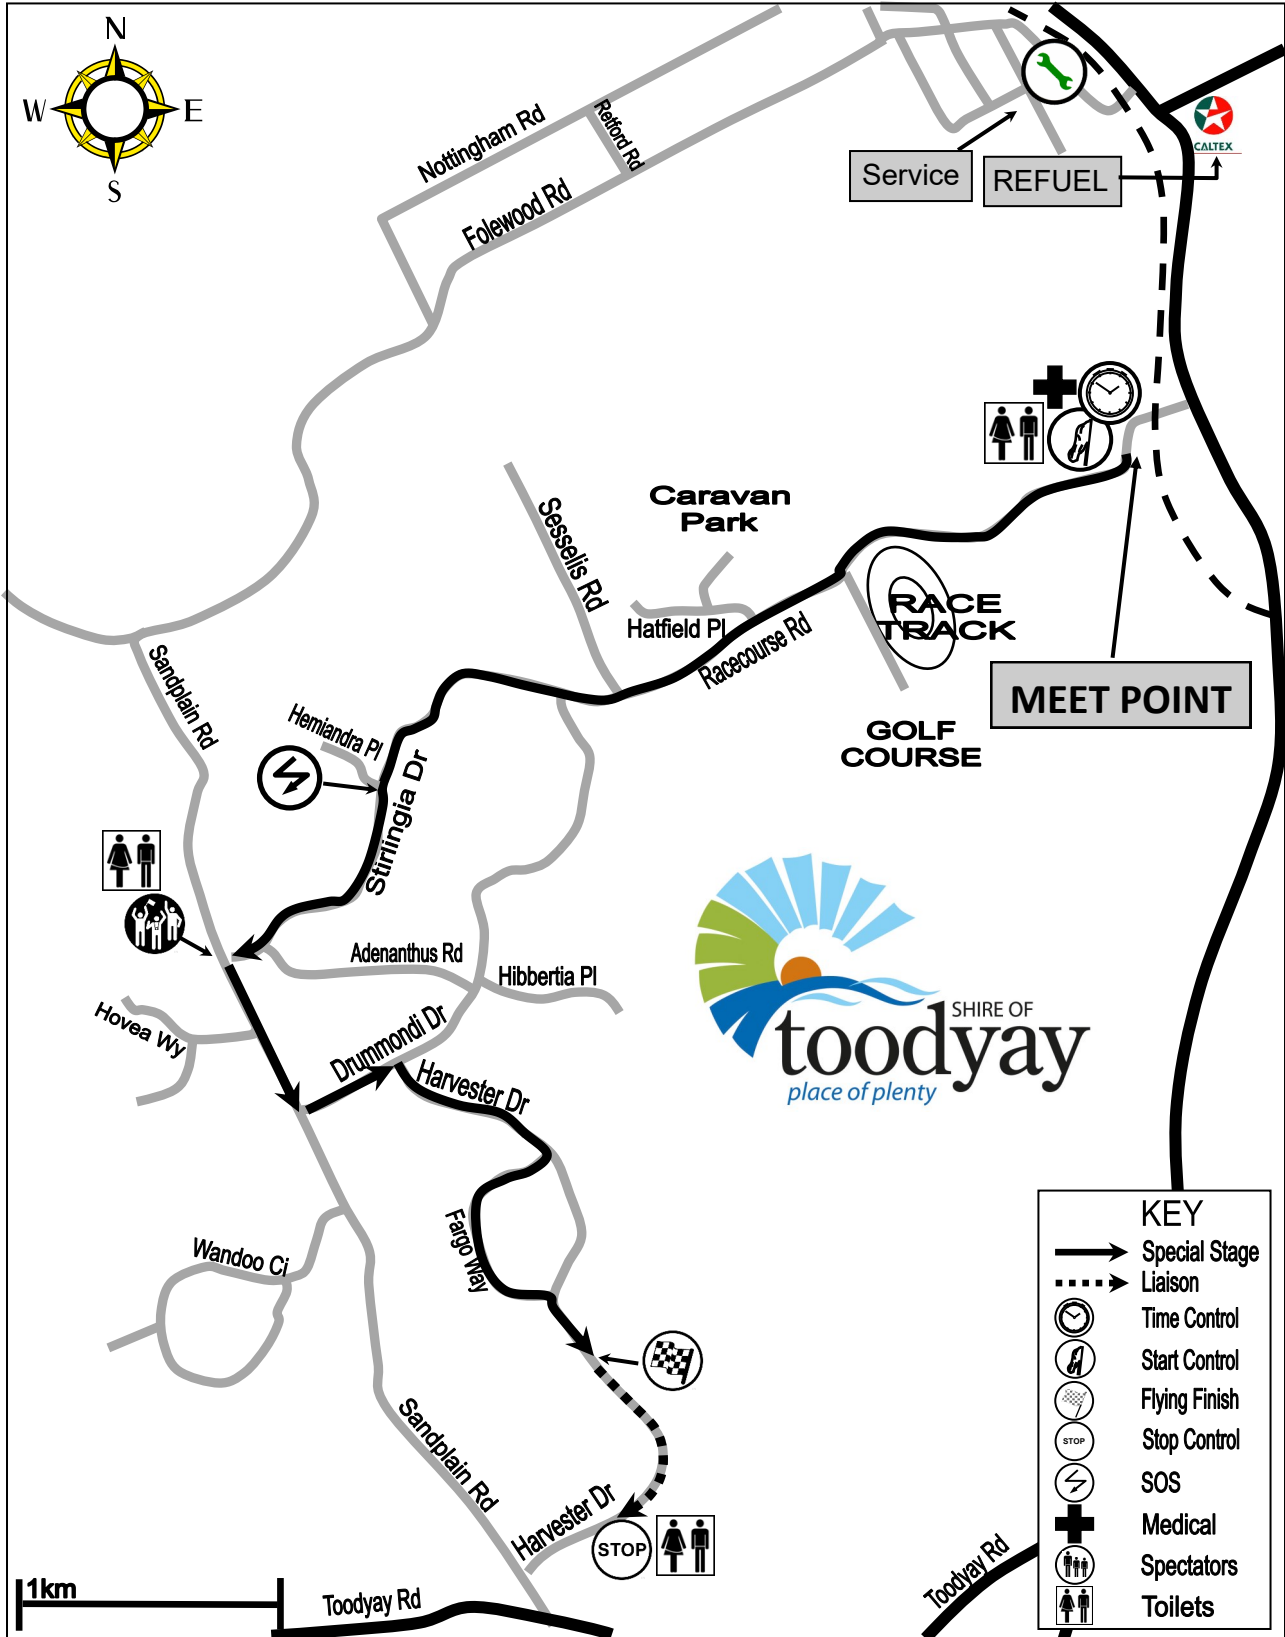 N
W
E
S
Nottingham Rd
Retford Rd
Folewood Rd
Service
REFUEL
CALTEX
Caravan
Park
Sesselis Rd
Hatfield Pl
Racecourse Rd
RACE
TRACK
MEET POINT
GOLF
COURSE
Sandplain Rd
Hemiandra Pl
Stirlingia Dr
Adenanthus Rd
Hibbertia Pl
Hovea Wy
Drummondi Dr
Harvester Dr
SHIRE OF
toodyay
place of plenty
Fargo Way
Wandoo Ci
Sandplain Rd
Harvester Dr
STOP
1km
Toodyay Rd
Toodyay Rd
KEY
Special Stage
Liaison
Time Control
Start Control
Flying Finish
STOP
Stop Control
SOS
Medical
Spectators
Toilets